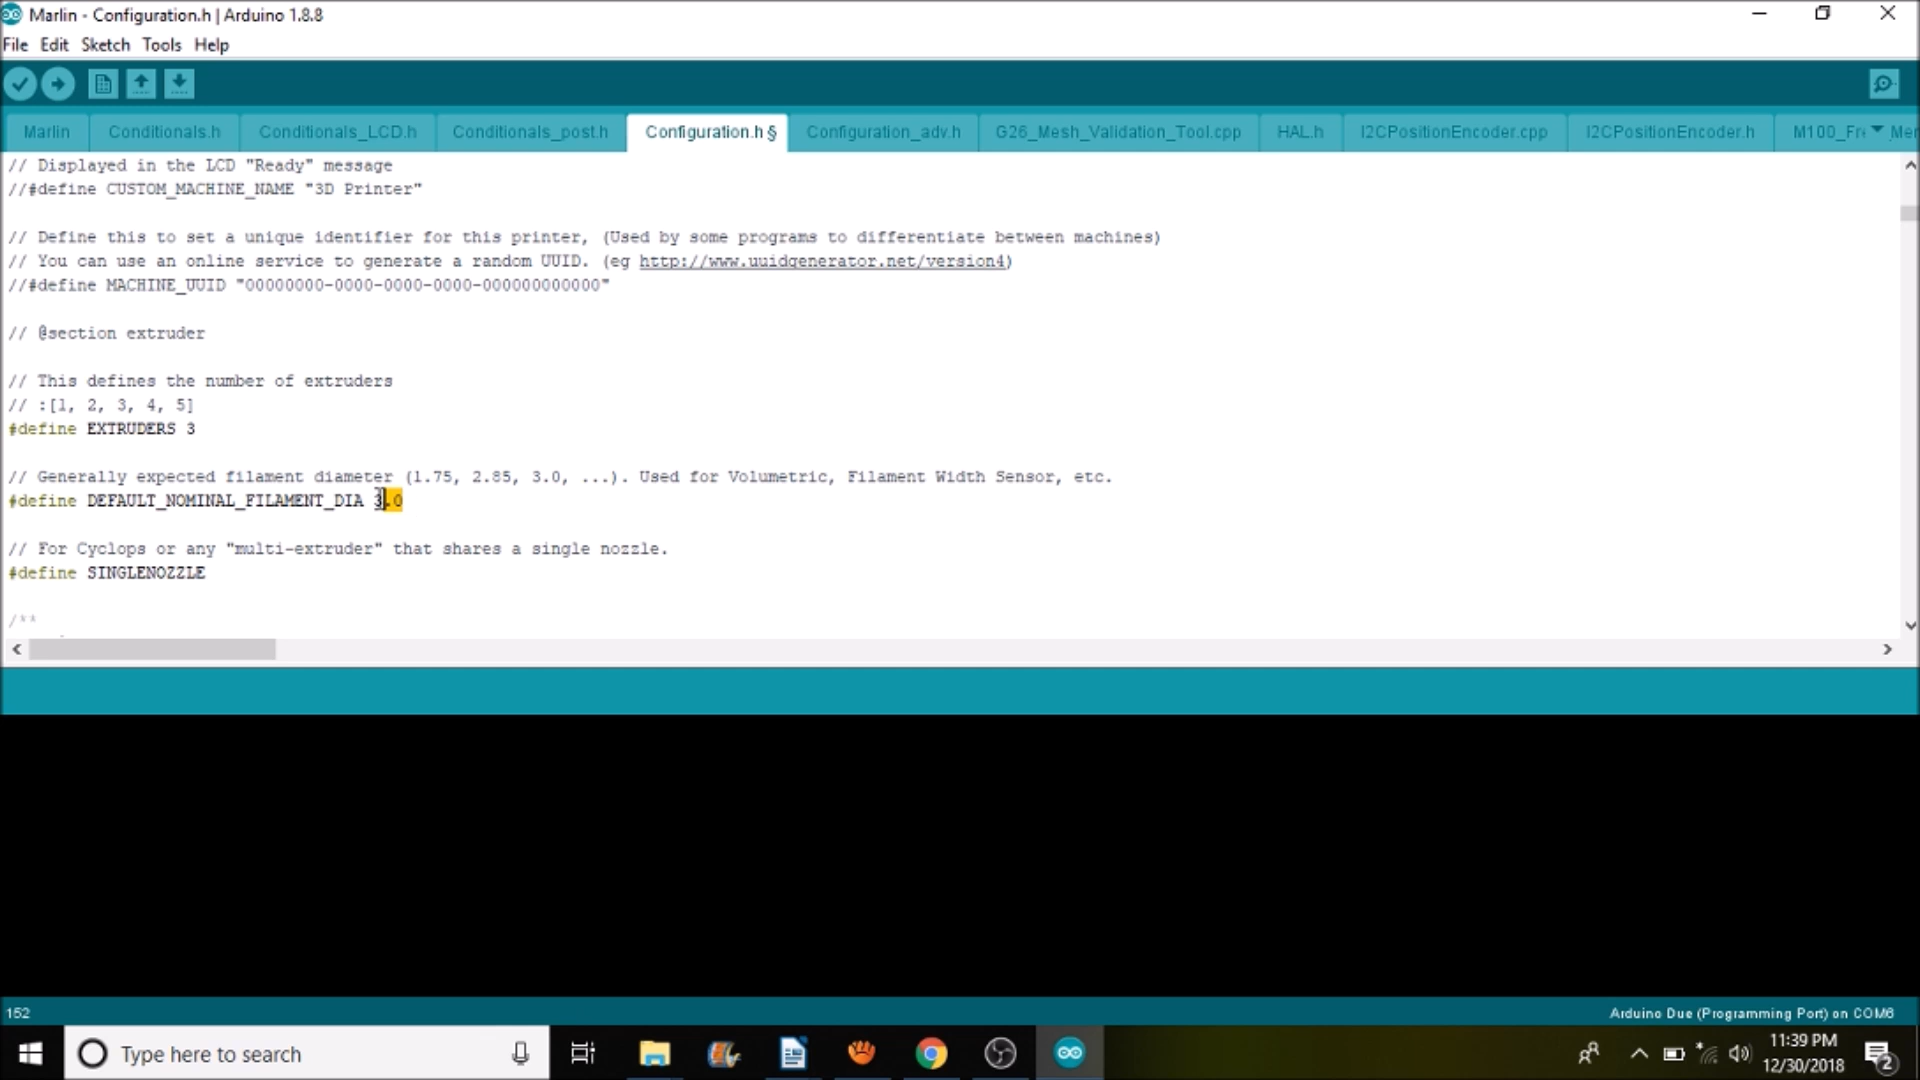 Marlin - Configuration.h | Arduino 1.8.8
File Edit Sketch Tools Help
Marlin Conditionals.h Conditionals_LCD.h Conditionals_post.h Configuration.h § Configuration_adv.h G26_Mesh_Validation_Tool.cpp HAL.h I2CPositionEncoder.cpp I2CPositionEncoder.h
// Displayed in the LCD "Ready" message
//#define CUSTOM_MACHINE_NAME "3D Printer"
// Define this to set a unique identifier for this printer, (Used by some programs to differentiate between machines)
// You can use an online service to generate a random UUID. (eg http://www.uuidgenerator.net/version4)
//#define MACHINE_UUID "00000000-0000-0000-0000-000000000000"
// @section extruder
// This defines the number of extruders
// :[1, 2, 3, 4, 5]
#define EXTRUDERS 3
// Generally expected filament diameter (1.75, 2.85, 3.0, ...). Used for Volumetric, Filament Width Sensor, etc.
#define DEFAULT_NOMINAL_FILAMENT_DIA 3.0
// For Cyclops or any "multi-extruder" that shares a single nozzle.
#define SINGLENOZZLE
/**
152
Arduino Due (Programming Port) on COM6
Type here to search
11:39 PM
12/30/2018
2